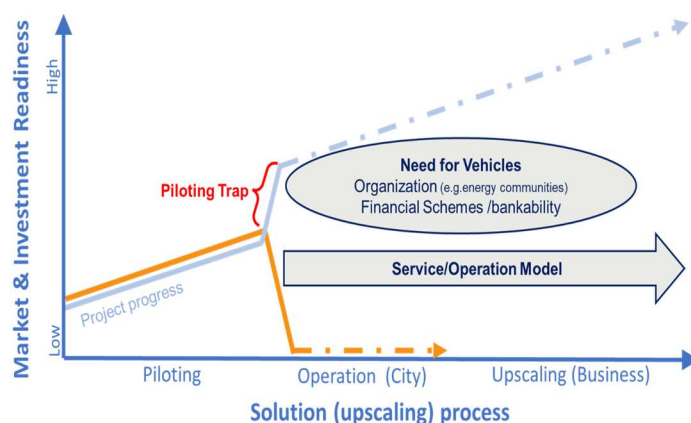 Market & Investment Readiness
High
Low
Piloting Trap
Need for Vehicles
Organization (e.g.energy communities)
Financial Schemes /bankability
Service/Operation Model
Project progress
Piloting
Operation (City)
Upscaling (Business)
Solution (upscaling) process